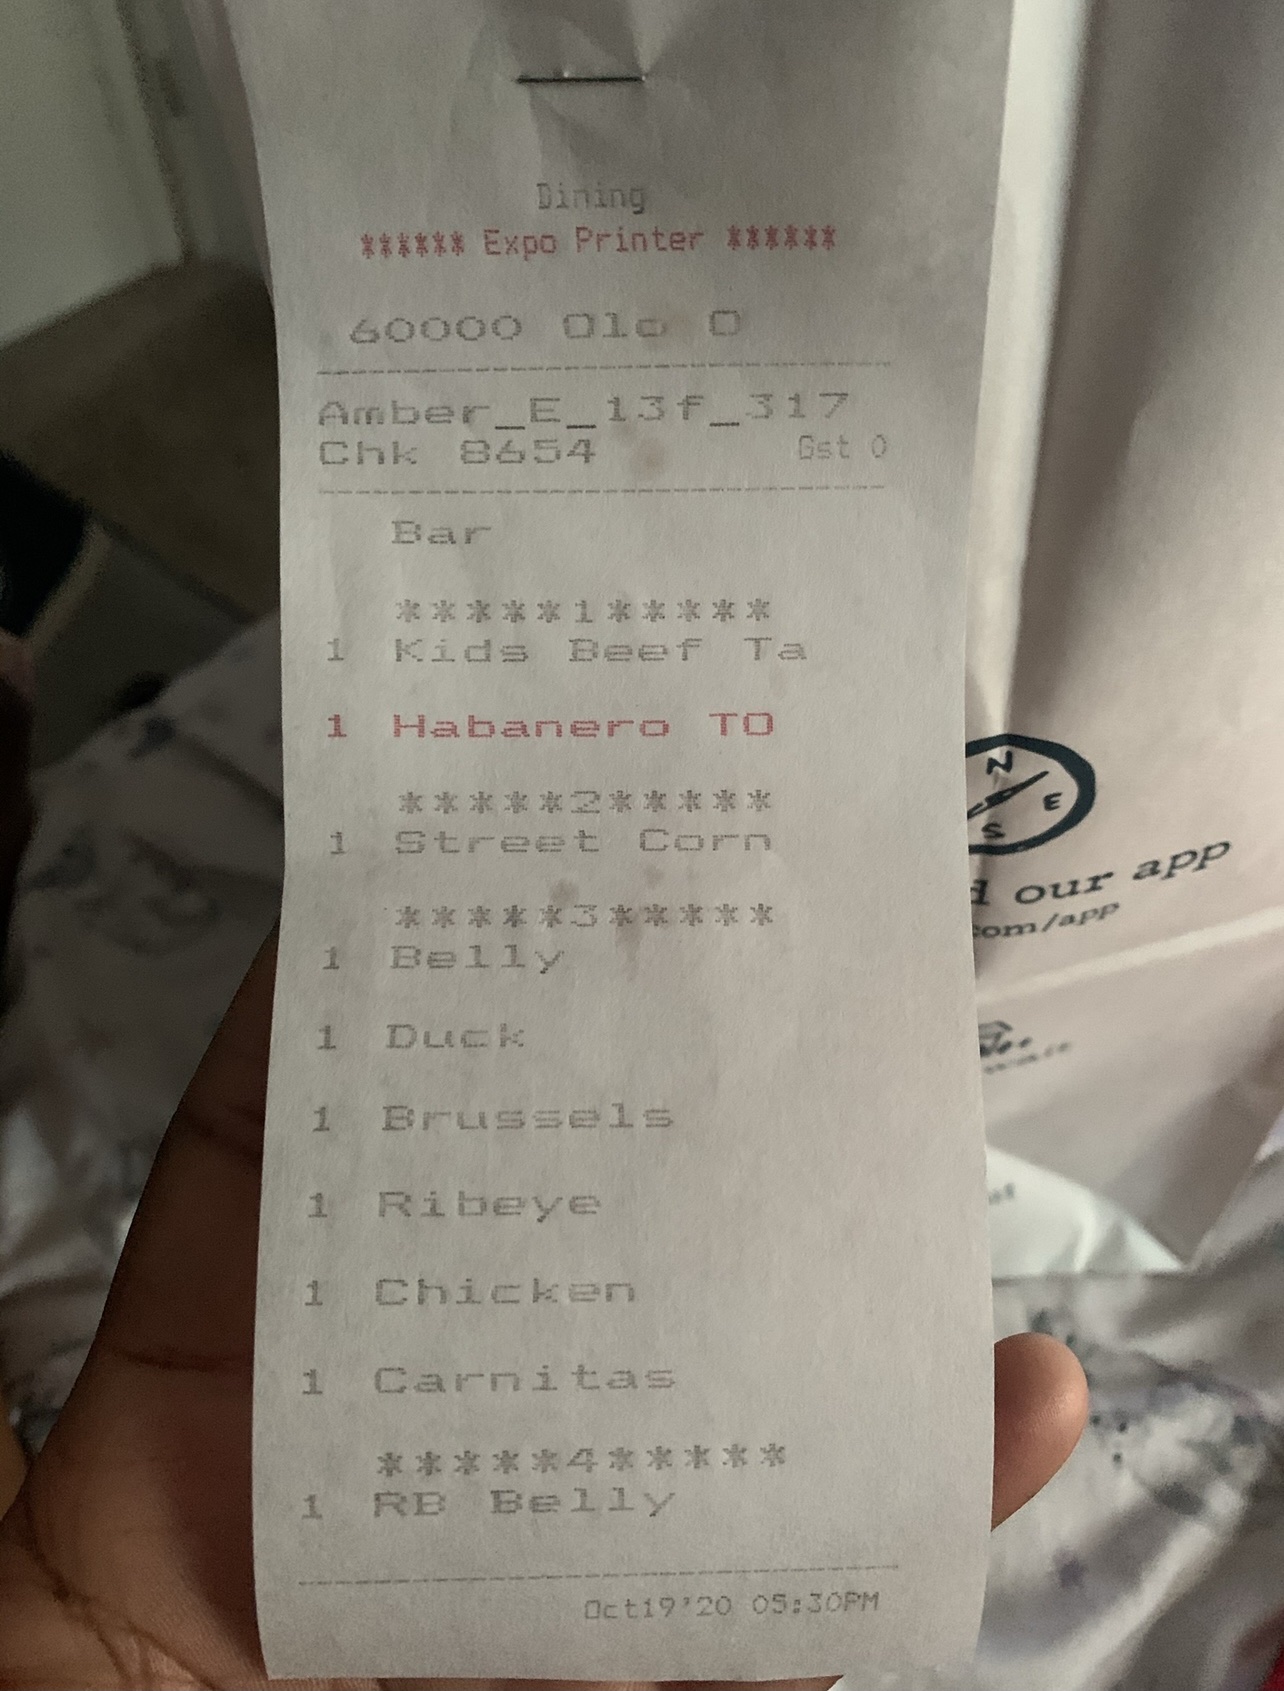 Dining
****** Expo Printer ******
60000 Olo O
Amber_E_13f_317
Chk 8654 Gst 0
Bar
*****1*****
1 Kids Beef Ta
1 Habanero TO
*****2*****
1 Street Corn
*****3*****
1 Belly
1 Duck
1 Brussels
1 Ribeye
1 Chicken
1 Carnitas
*****4*****
1 RB Belly
Oct19'20 05:30PM
N
E
S
our app
com/app